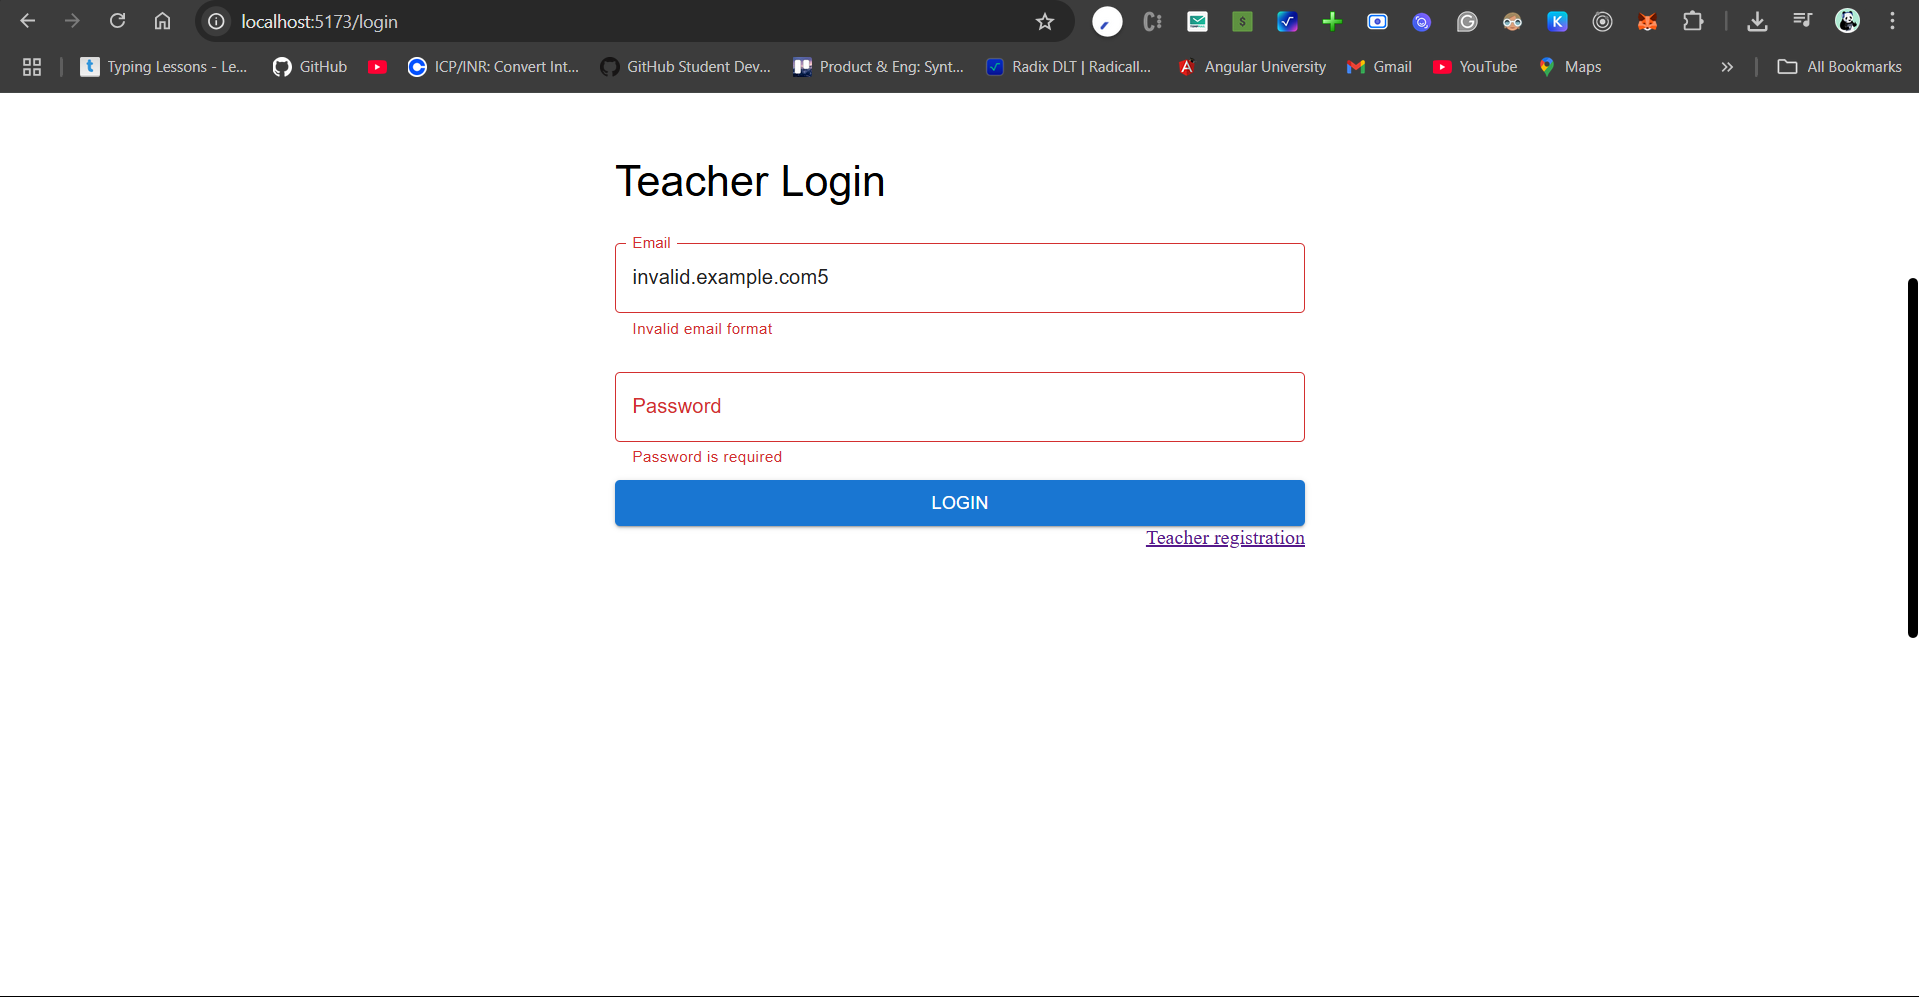 localhost:5173/login
Typing Lessons - Le... GitHub ICP/INR: Convert Int... GitHub Student Dev... Product & Eng: Synt... Radix DLT | Radicall... Angular University Gmail YouTube Maps » All Bookmarks
Teacher Login
Email
invalid.example.com5
Invalid email format
Password
Password is required
LOGIN
Teacher registration